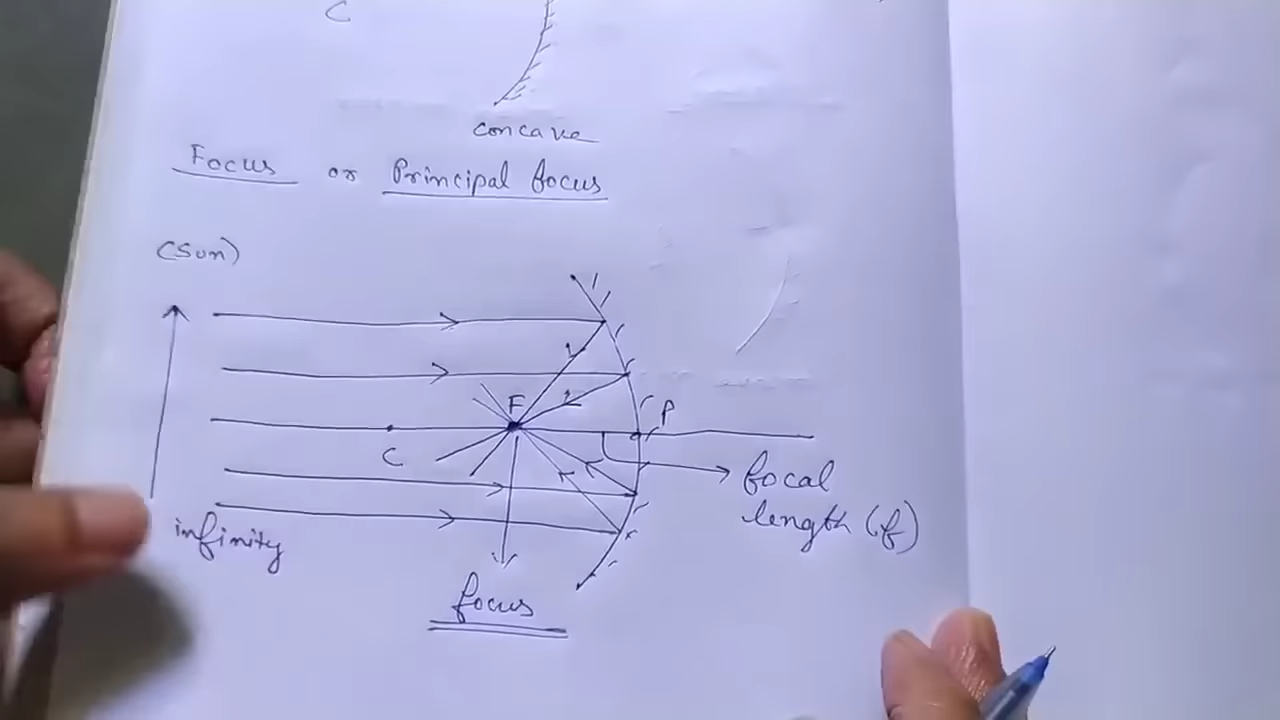 C
concave
Focus or Principal focus
(Sun)
F
P
C
focal
length (f)
infinity
focus